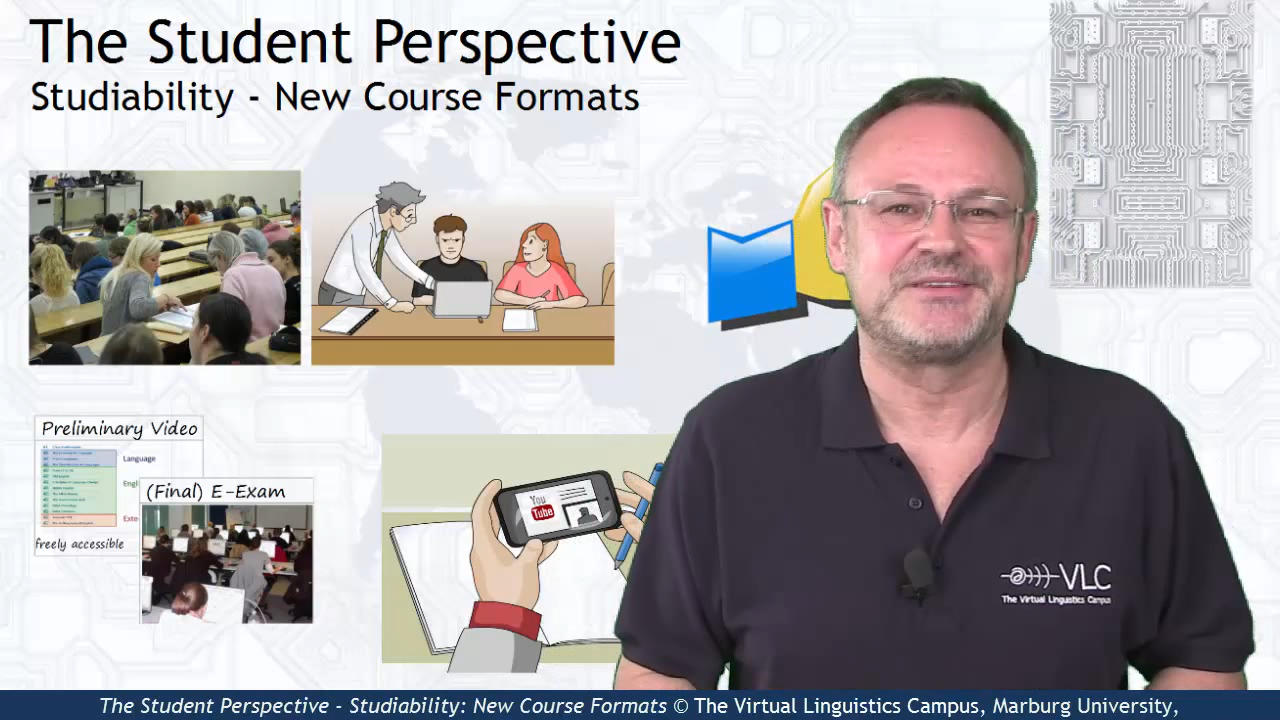 The Student Perspective
Studiability - New Course Formats
Preliminary Video
Language
(Final) E-Exam
freely accessible
You
Tube
VLC
The Virtual Linguistics Campus
The Student Perspective - Studiability: New Course Formats © The Virtual Linguistics Campus, Marburg University,